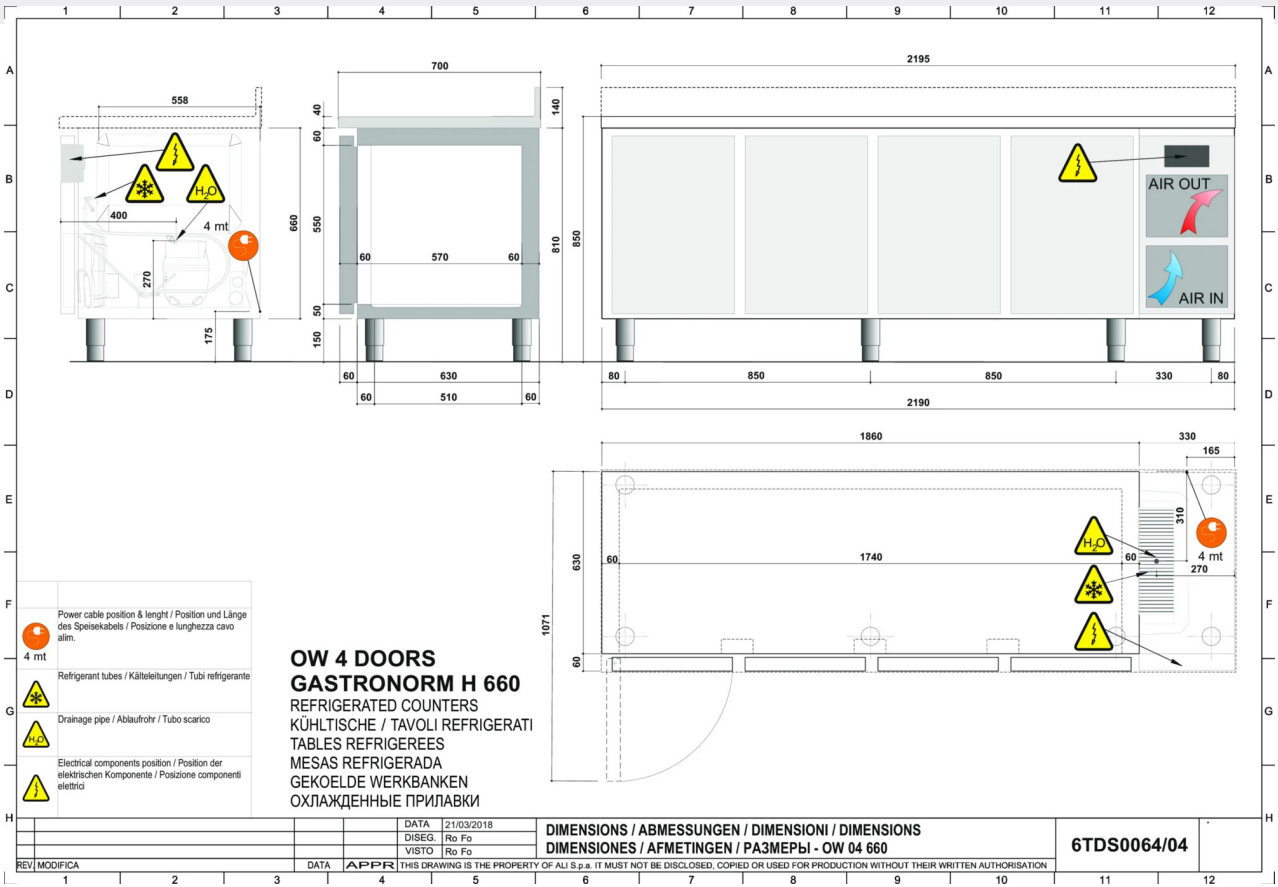 1 2 3 4 5 6 7 8 9 10 11 12
A A
B B
C C
D D
E E
F F
G G
H H
558
400
4 mt
270
660
175
H₂O
700
40
60
550
50
150
140
810
60 570 60
60 630
60 510 60
2195
850
AIR OUT
AIR IN
80 850 850 330 80
2190
1860 330
165
310
630
60 1740 60
H₂O
4 mt
270
1071
60
Power cable position & lenght / Position und Länge
des Speisekabels / Posizione e lunghezza cavo
alim.
4 mt
Refrigerant tubes / Kälteleitungen / Tubi refrigerante
Drainage pipe / Ablaufrohr / Tubo scarico
H₂O
Electrical components position / Position der
elektrischen Komponente / Posizione componenti
elettrici
OW 4 DOORS
GASTRONORM H 660
REFRIGERATED COUNTERS
KÜHLTISCHE / TAVOLI REFRIGERATI
TABLES REFRIGEREES
MESAS REFRIGERADA
GEKOELDE WERKBANKEN
ОХЛАЖДЕННЫЕ ПРИЛАВКИ
DATA 21/03/2018
DISEG. Ro Fo
VISTO Ro Fo
DIMENSIONS / ABMESSUNGEN / DIMENSIONI / DIMENSIONS
DIMENSIONES / AFMETINGEN / РАЗМЕРЫ - OW 04 660
6TDS0064/04
REV. MODIFICA DATA APPR THIS DRAWING IS THE PROPERTY OF ALI S.p.a. IT MUST NOT BE DISCLOSED, COPIED OR USED FOR PRODUCTION WITHOUT THEIR WRITTEN AUTHORISATION
1 2 3 4 5 6 7 8 9 10 11 12